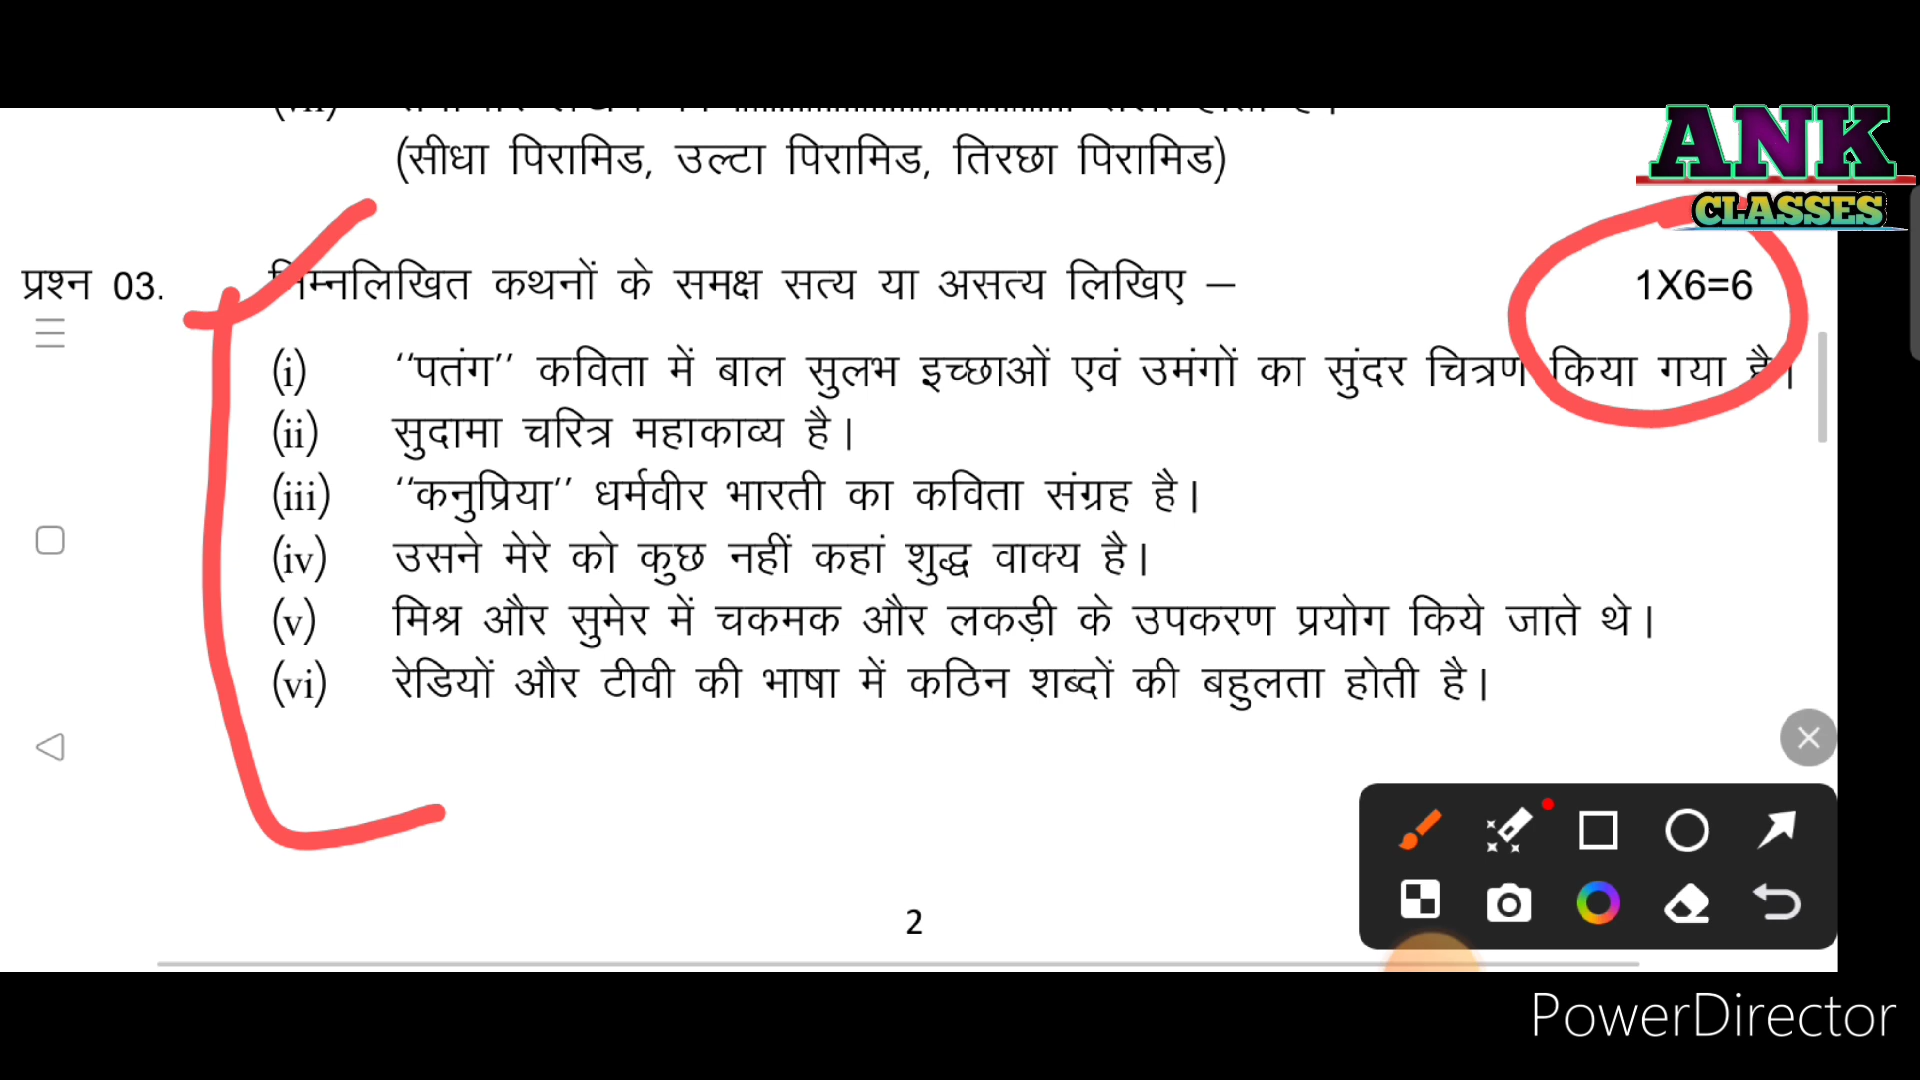 (सीधा पिरामिड, उल्टा पिरामिड, तिरछा पिरामिड)
ANK
CLASSES
प्रश्न 03. निम्नलिखित कथनों के समक्ष सत्य या असत्य लिखिए – 1X6=6
(i) ‘‘पतंग’’ कविता में बाल सुलभ इच्छाओं एवं उमंगों का सुंदर चित्रण किया गया है।
(ii) सुदामा चरित्र महाकाव्य है।
(iii) ‘‘कनुप्रिया’’ धर्मवीर भारती का कविता संग्रह है।
(iv) उसने मेरे को कुछ नहीं कहां शुद्ध वाक्य है।
(v) मिश्र और सुमेर में चकमक और लकड़ी के उपकरण प्रयोग किये जाते थे।
(vi) रेडियों और टीवी की भाषा में कठिन शब्दों की बहुलता होती है।
2
PowerDirector